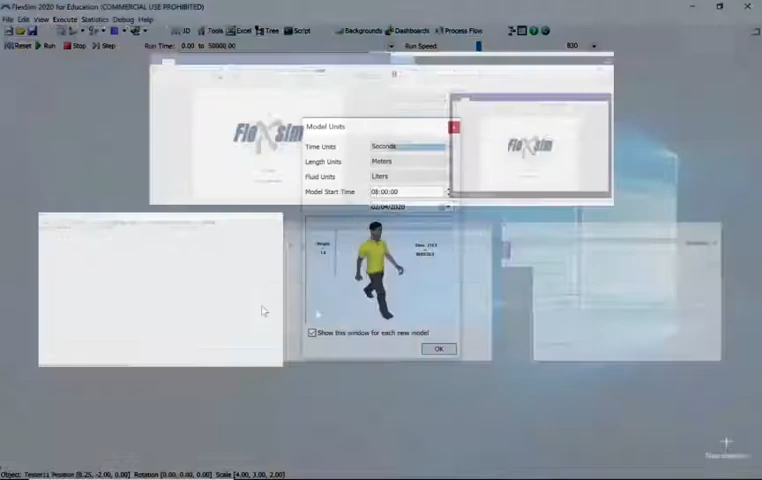 FlexSim 2020 for Education (COMMERCIAL USE PROHIBITED)
File Edit View Execute Statistics Debug Help
3D Tools Excel Tree Script Backgrounds Dashboards Process Flow
Reset Run Stop Step Run Time: 0.00 to 50000.00 Run Speed: 830
FlexSim
Model Units
Time Units Seconds
Length Units Meters
Fluid Units Liters
Model Start Time 08:00:00
02/04/2020
FlexSim
Show this window for each new model
OK
Object: Tester11 Position [8.25, -2.00, 0.00] Rotation [0.00, 0.00, 0.00] Scale [4.00, 3.00, 2.00]